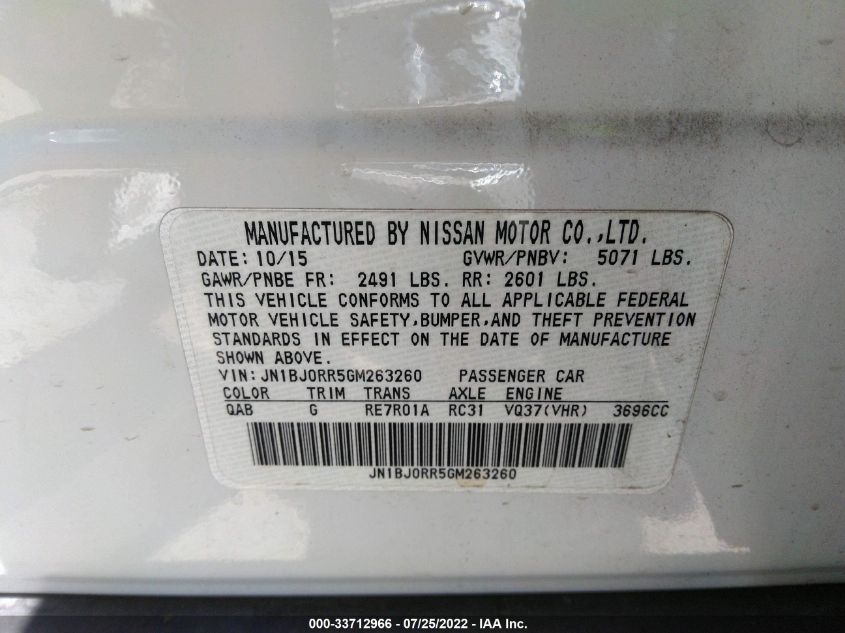 MANUFACTURED BY NISSAN MOTOR CO.,LTD.
DATE: 10/15 GVWR/PNBV: 5071 LBS.
GAWR/PNBE FR: 2491 LBS. RR: 2601 LBS.
THIS VEHICLE CONFORMS TO ALL APPLICABLE FEDERAL
MOTOR VEHICLE SAFETY,BUMPER,AND THEFT PREVENTION
STANDARDS IN EFFECT ON THE DATE OF MANUFACTURE
SHOWN ABOVE.
VIN: JN1BJ0RR5GM263260 PASSENGER CAR
COLOR TRIM TRANS AXLE ENGINE
QAB G RE7R01A RC31 VQ37(VHR) 3696CC
JN1BJ0RR5GM263260
000-33712966 - 07/25/2022 - IAA Inc.